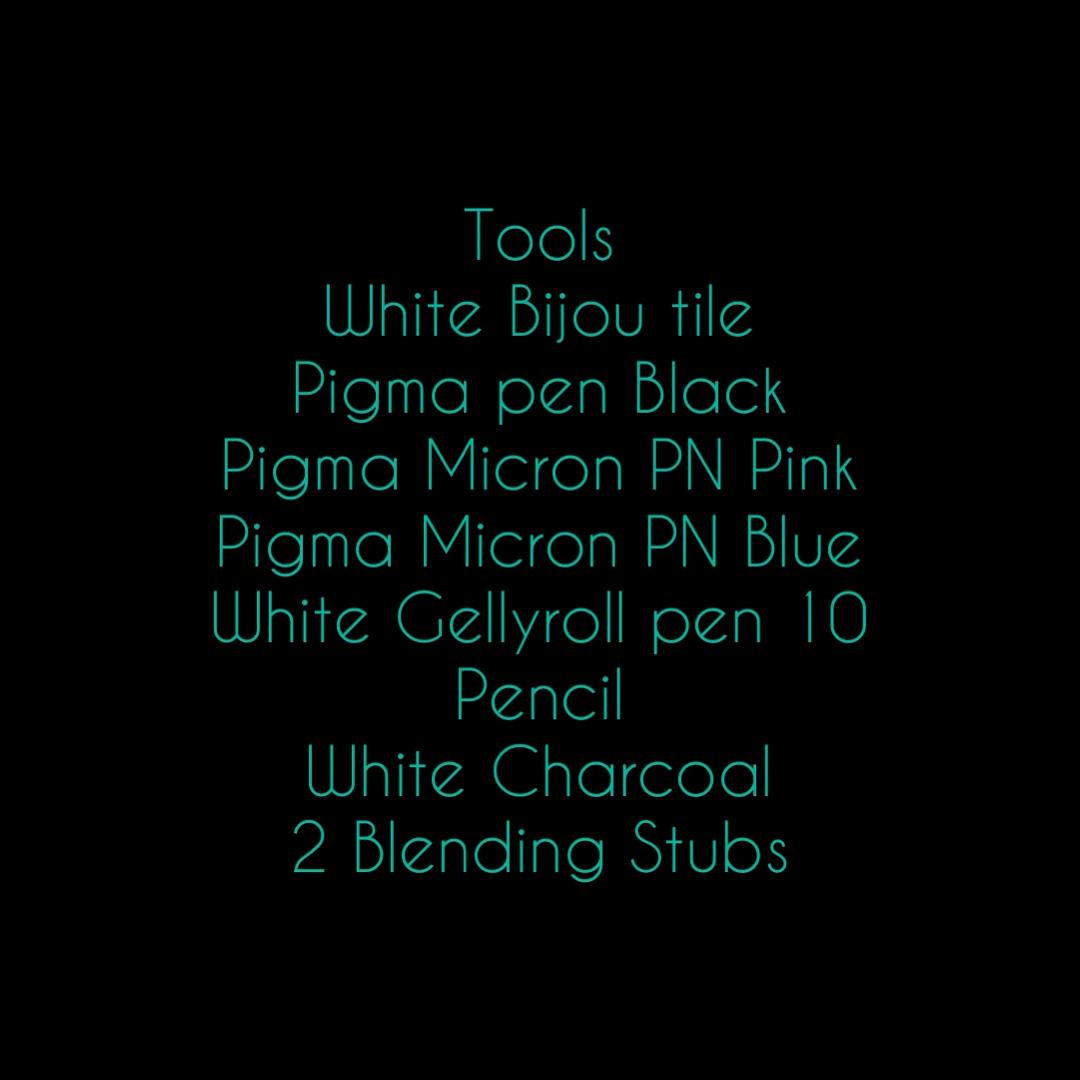 Tools
White Bijou tile
Pigma pen Black
Pigma Micron PN Pink
Pigma Micron PN Blue
White Gellyroll pen 10
Pencil
White Charcoal
2 Blending Stubs